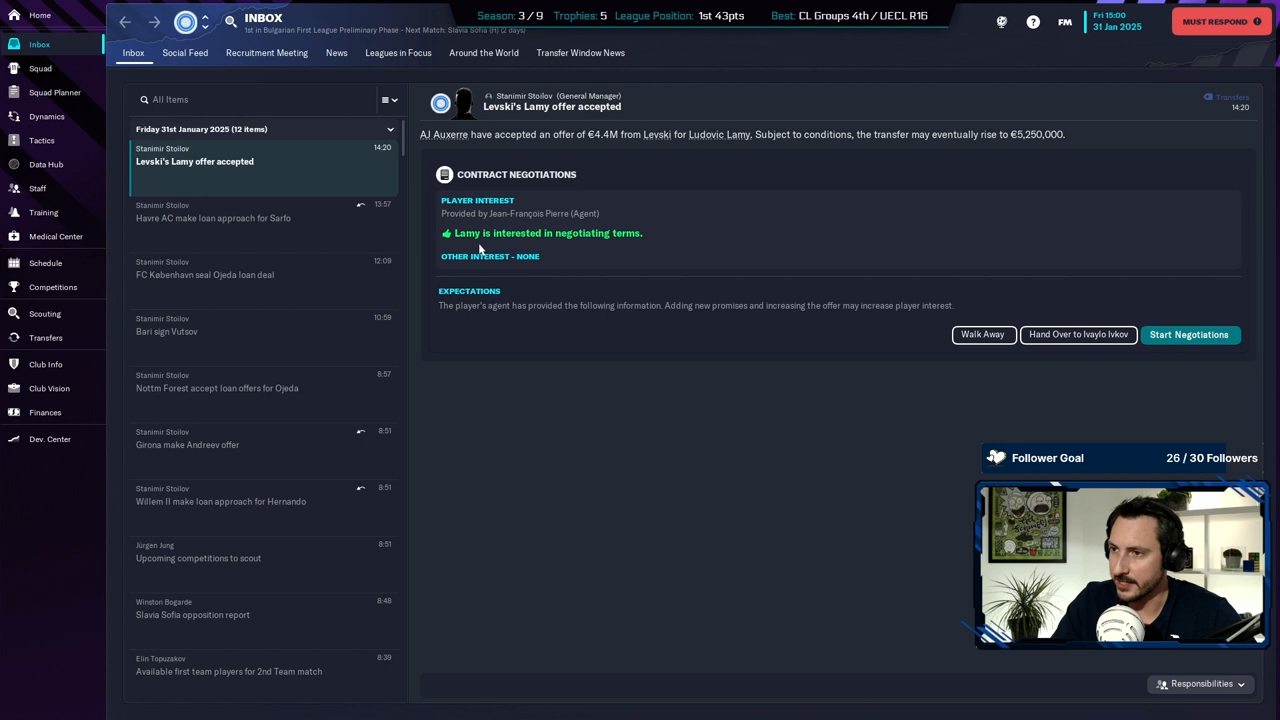 Home
Inbox
Squad
Squad Planner
Dynamics
Tactics
Data Hub
Staff
Training
Medical Center
Schedule
Competitions
Scouting
Transfers
Club Info
Club Vision
Finances
Dev. Center
INBOX
1st in Bulgarian First League Preliminary Phase - Next Match: Slavia Sofia (H) (2 days)
Season: 3 / 9 Trophies: 5 League Position: 1st 43pts Best: CL Groups 4th / UECL R16
FM
Fri 15:00
31 Jan 2025
MUST RESPOND
Inbox Social Feed Recruitment Meeting News Leagues in Focus Around the World Transfer Window News
All Items
Friday 31st January 2025 (12 items)
Stanimir Stoilov 14:20
Levski's Lamy offer accepted
Stanimir Stoilov 13:57
Havre AC make loan approach for Sarfo
Stanimir Stoilov 12:09
FC København seal Ojeda loan deal
Stanimir Stoilov 10:59
Bari sign Vutsov
Stanimir Stoilov 8:57
Nottm Forest accept loan offers for Ojeda
Stanimir Stoilov 8:51
Girona make Andreev offer
Stanimir Stoilov 8:51
Willem II make loan approach for Hernando
Jürgen Jung 8:51
Upcoming competitions to scout
Winston Bogarde 8:48
Slavia Sofia opposition report
Elin Topuzakov 8:39
Available first team players for 2nd Team match
Stanimir Stoilov (General Manager)
Levski's Lamy offer accepted
Transfers
14:20
AJ Auxerre have accepted an offer of €4.4M from Levski for Ludovic Lamy. Subject to conditions, the transfer may eventually rise to €5,250,000.
CONTRACT NEGOTIATIONS
PLAYER INTEREST
Provided by Jean-François Pierre (Agent)
Lamy is interested in negotiating terms.
OTHER INTEREST - NONE
EXPECTATIONS
The player's agent has provided the following information. Adding new promises and increasing the offer may increase player interest.
Walk Away Hand Over to Ivaylo Ivkov Start Negotiations
Follower Goal 26 / 30 Followers
Responsibilities